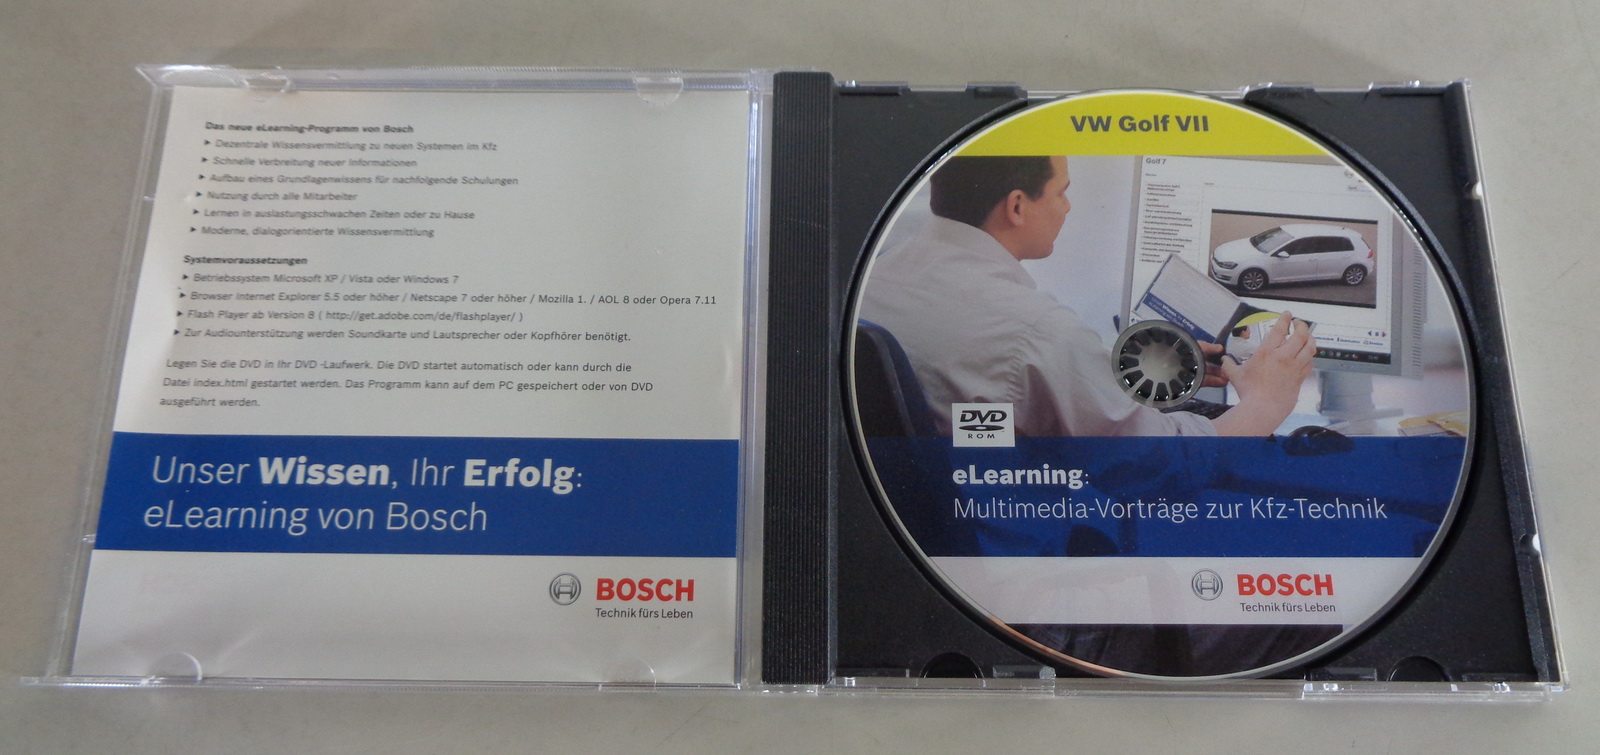 Das neue eLearning-Programm von Bosch
Dezentrale Wissensvermittlung zu neuen Systemen im Kfz
Schnelle Verbreitung neuer Informationen
Aufbau eines Grundlagenwissens für nachfolgende Schulungen
Nutzung durch alle Mitarbeiter
Lernen in auslastungsschwachen Zeiten oder zu Hause
Moderne, dialogorientierte Wissensvermittlung
Systemvoraussetzungen
Betriebssystem Microsoft XP / Vista oder Windows 7
Browser Internet Explorer 5.5 oder höher / Netscape 7 oder höher / Mozilla 1. / AOL 8 oder Opera 7.11
Flash Player ab Version 8 ( http://get.adobe.com/de/flashplayer/ )
Zur Audiounterstützung werden Soundkarte und Lautsprecher oder Kopfhörer benötigt.
Legen Sie die DVD in Ihr DVD -Laufwerk. Die DVD startet automatisch oder kann durch die
Datei index.html gestartet werden. Das Programm kann auf dem PC gespeichert oder von DVD
ausgeführt werden.
Unser Wissen, Ihr Erfolg:
eLearning von Bosch
BOSCH
Technik fürs Leben
VW Golf VII
Golf 7
DVD
ROM
eLearning:
Multimedia-Vorträge zur Kfz-Technik
BOSCH
Technik fürs Leben